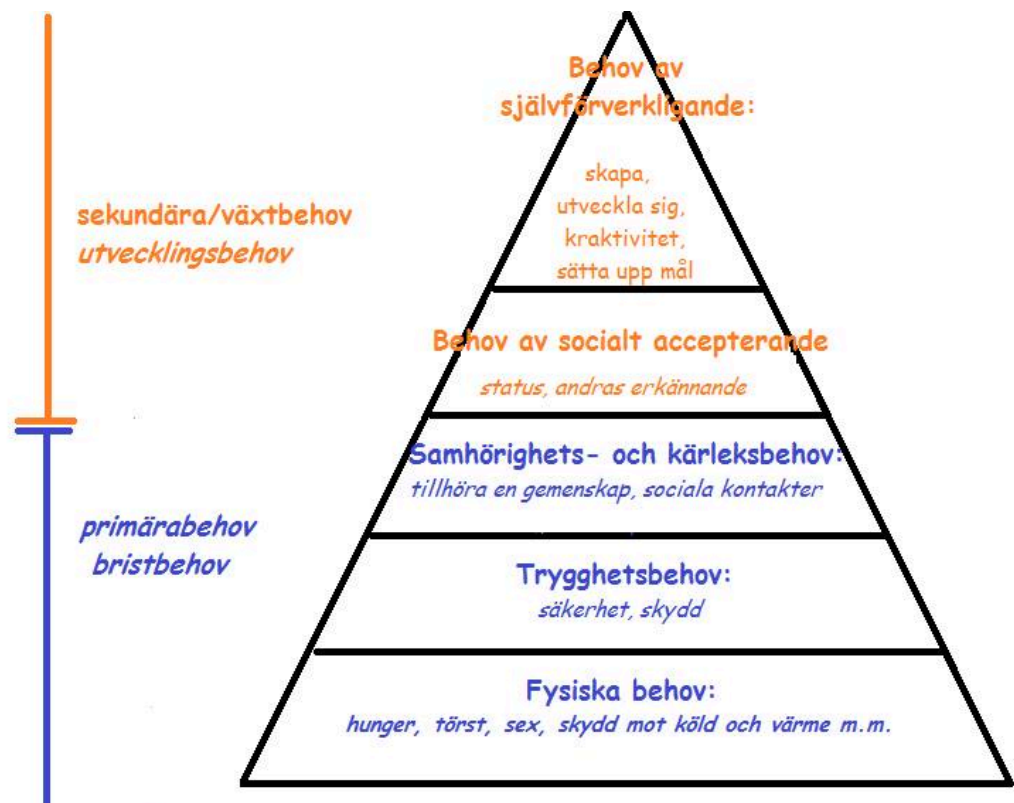 Behov av
självförverkligande:
skapa,
utveckla sig,
kraktivitet,
sätta upp mål
sekundära/växtbehov
utvecklingsbehov
Behov av socialt accepterande
status, andras erkännande
Samhörighets- och kärleksbehov:
tillhöra en gemenskap, sociala kontakter
primärabehov
bristbehov
Trygghetsbehov:
säkerhet, skydd
Fysiska behov:
hunger, törst, sex, skydd mot köld och värme m.m.